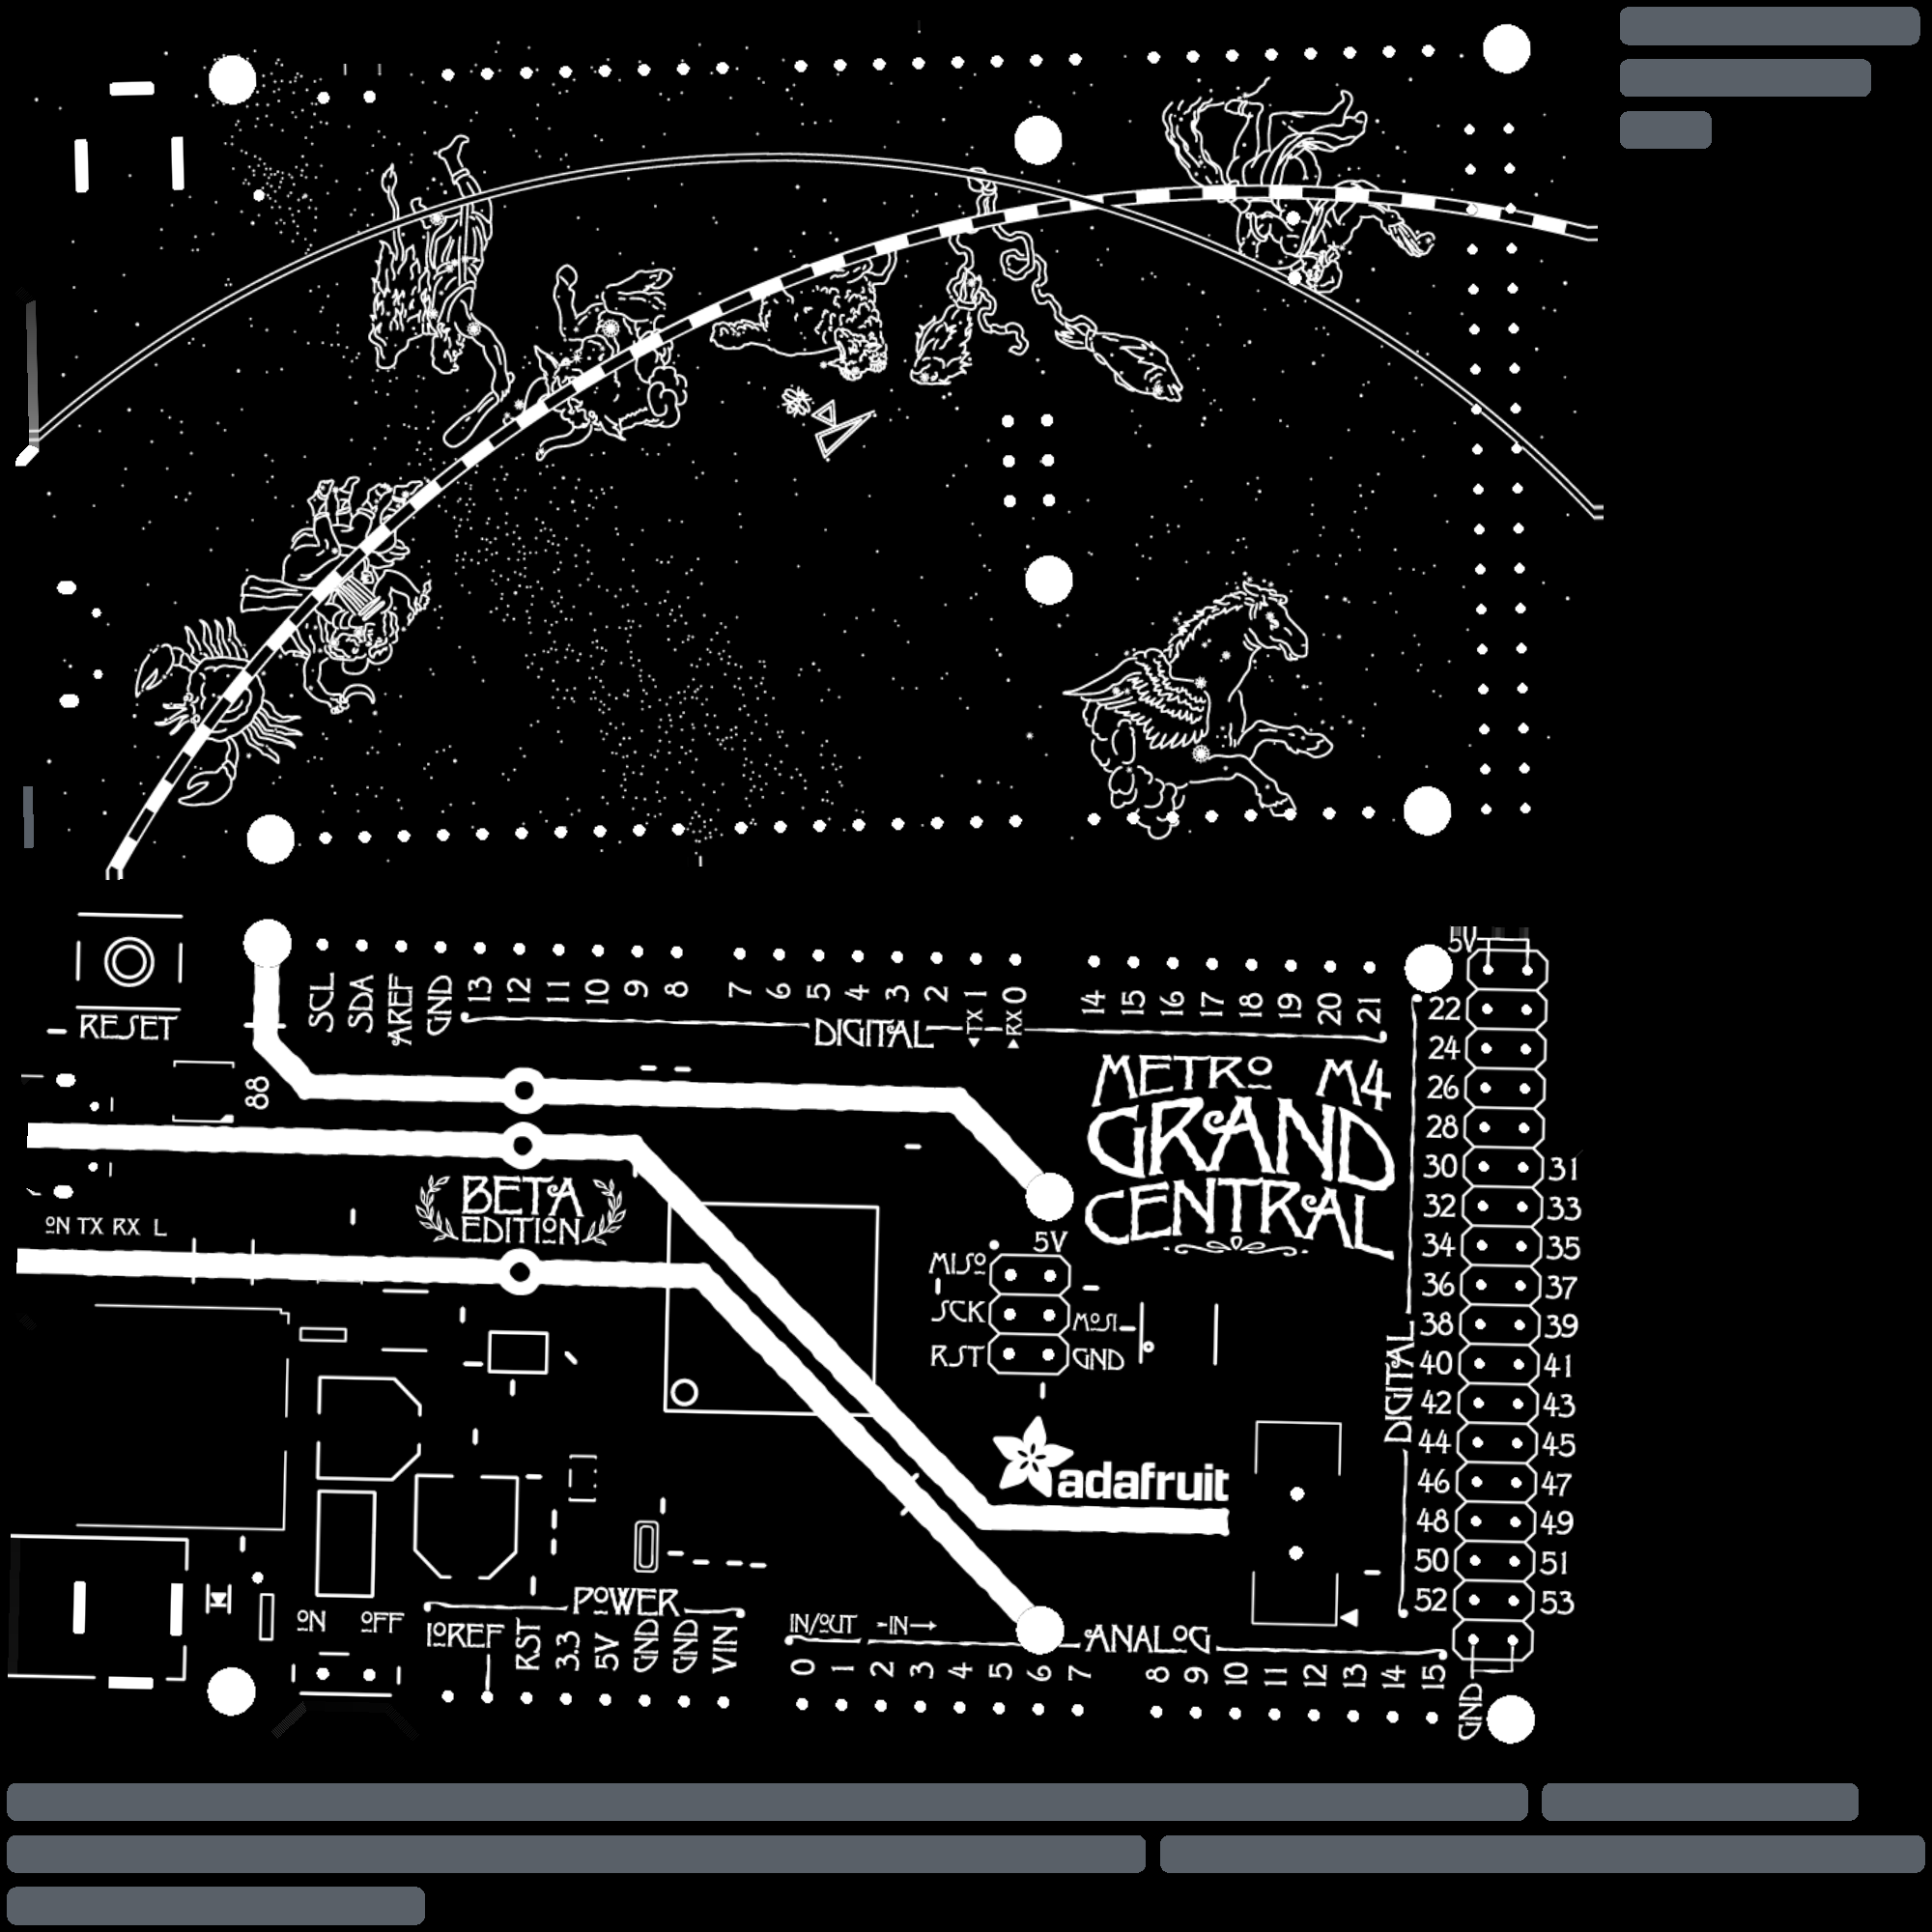 5V
RESET
SCL SDA AREF GND 13 12 11 10 9 8 7 6 5 4 3 2 TX 1 RX 0 14 15 16 17 18 19 20 21
DIGITAL
88
METRO M4
GRAND
CENTRAL
BETA
EDITION
ON TX RX L
5V
MISO
SCK MOSI
RST GND
22
24
26
28
30 31
32 33
34 35
36 37
38 39
40 41
42 43
44 45
46 47
48 49
50 51
52 53
DIGITAL
GND
adafruit
ON OFF
POWER
IOREF RST 3.3 5V GND GND VIN
IN/OUT -IN→
ANALOG
0 1 2 3 4 5 6 7 8 9 10 11 12 13 14 15